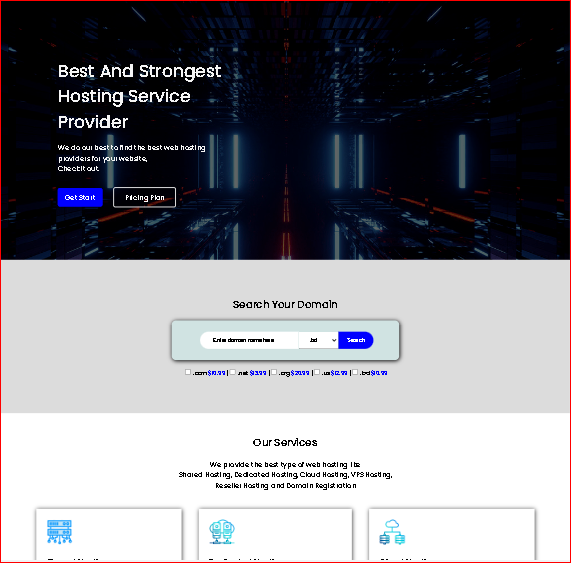 Best And Strongest
Hosting Service
Provider
We do our best to find the best web hosting
providers for your website,
Check it out.
Get Start
Pricing Plan
Search Your Domain
Enter domain name here
.bd
Search
.com $10.99 | .net $13.99 | .org $20.99 | .us $12.99 | .bd $10.99
Our Services
We provide the best type of web hosting like
Shared Hosting, Dedicated Hosting, Cloud Hosting, VPS Hosting,
Reseller Hosting and Domain Registration